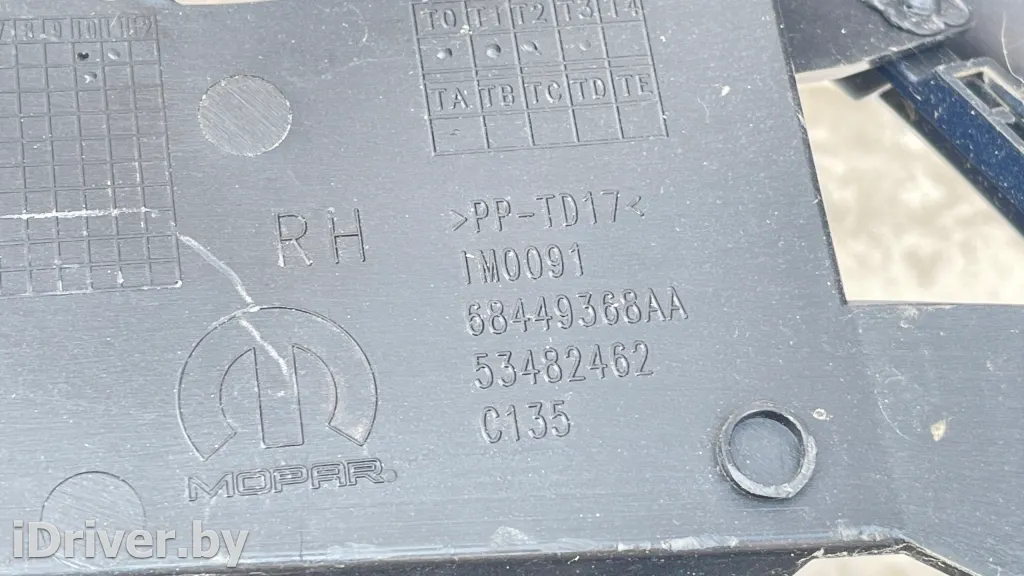 T0 T1 T2 T3 T4
TA TB TC TD TE
RH
>PP-TD17<
1M0091
68449368AA
53482462
C135
MOPAR
iDriver.by